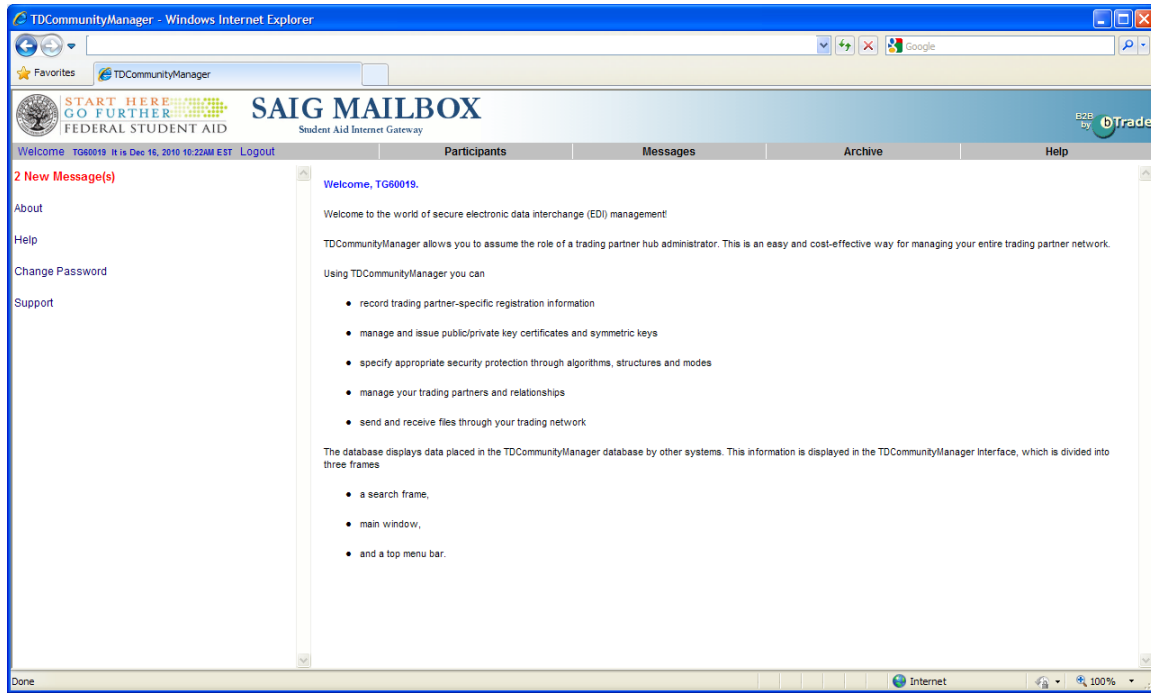 TDCommunityManager - Windows Internet Explorer
Google
Favorites
TDCommunityManager
START HERE
GO FURTHER
FEDERAL STUDENT AID
SAIG MAILBOX
Student Aid Internet Gateway
B2B
by bTrade
Welcome TG60019 It is Dec 16, 2010 10:22AM EST Logout
Participants
Messages
Archive
Help
2 New Message(s)
About
Help
Change Password
Support
Welcome, TG60019.
Welcome to the world of secure electronic data interchange (EDI) management!
TDCommunityManager allows you to assume the role of a trading partner hub administrator. This is an easy and cost-effective way for managing your entire trading partner network.
Using TDCommunityManager you can
• record trading partner-specific registration information
• manage and issue public/private key certificates and symmetric keys
• specify appropriate security protection through algorithms, structures and modes
• manage your trading partners and relationships
• send and receive files through your trading network
The database displays data placed in the TDCommunityManager database by other systems. This information is displayed in the TDCommunityManager Interface, which is divided into
three frames
• a search frame,
• main window,
• and a top menu bar.
Done
Internet
100%